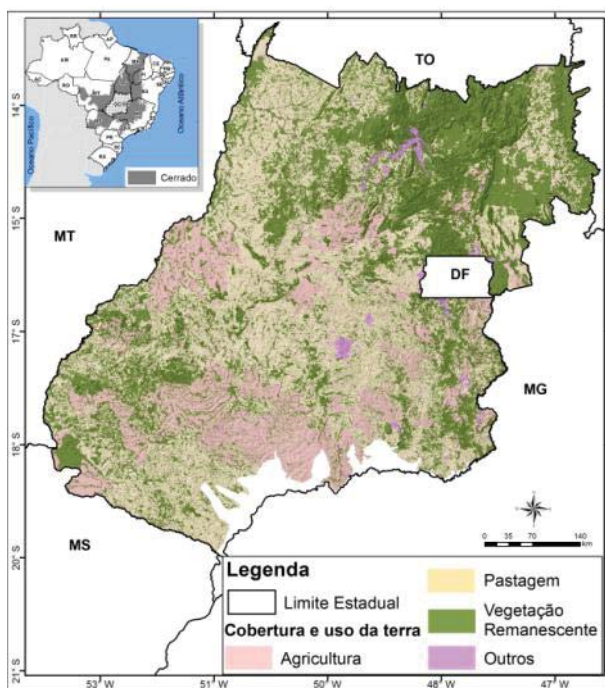 Oceano Pacífico
Oceano Atlântico
Cerrado
TO
MT
DF
MG
MS
14° S
15° S
17° S
18° S
20° S
21° S
53° W
51° W
50° W
48° W
47° W
0 35 70 140
km
Legenda
Limite Estadual
Cobertura e uso da terra
Agricultura
Pastagem
Vegetação
Remanescente
Outros